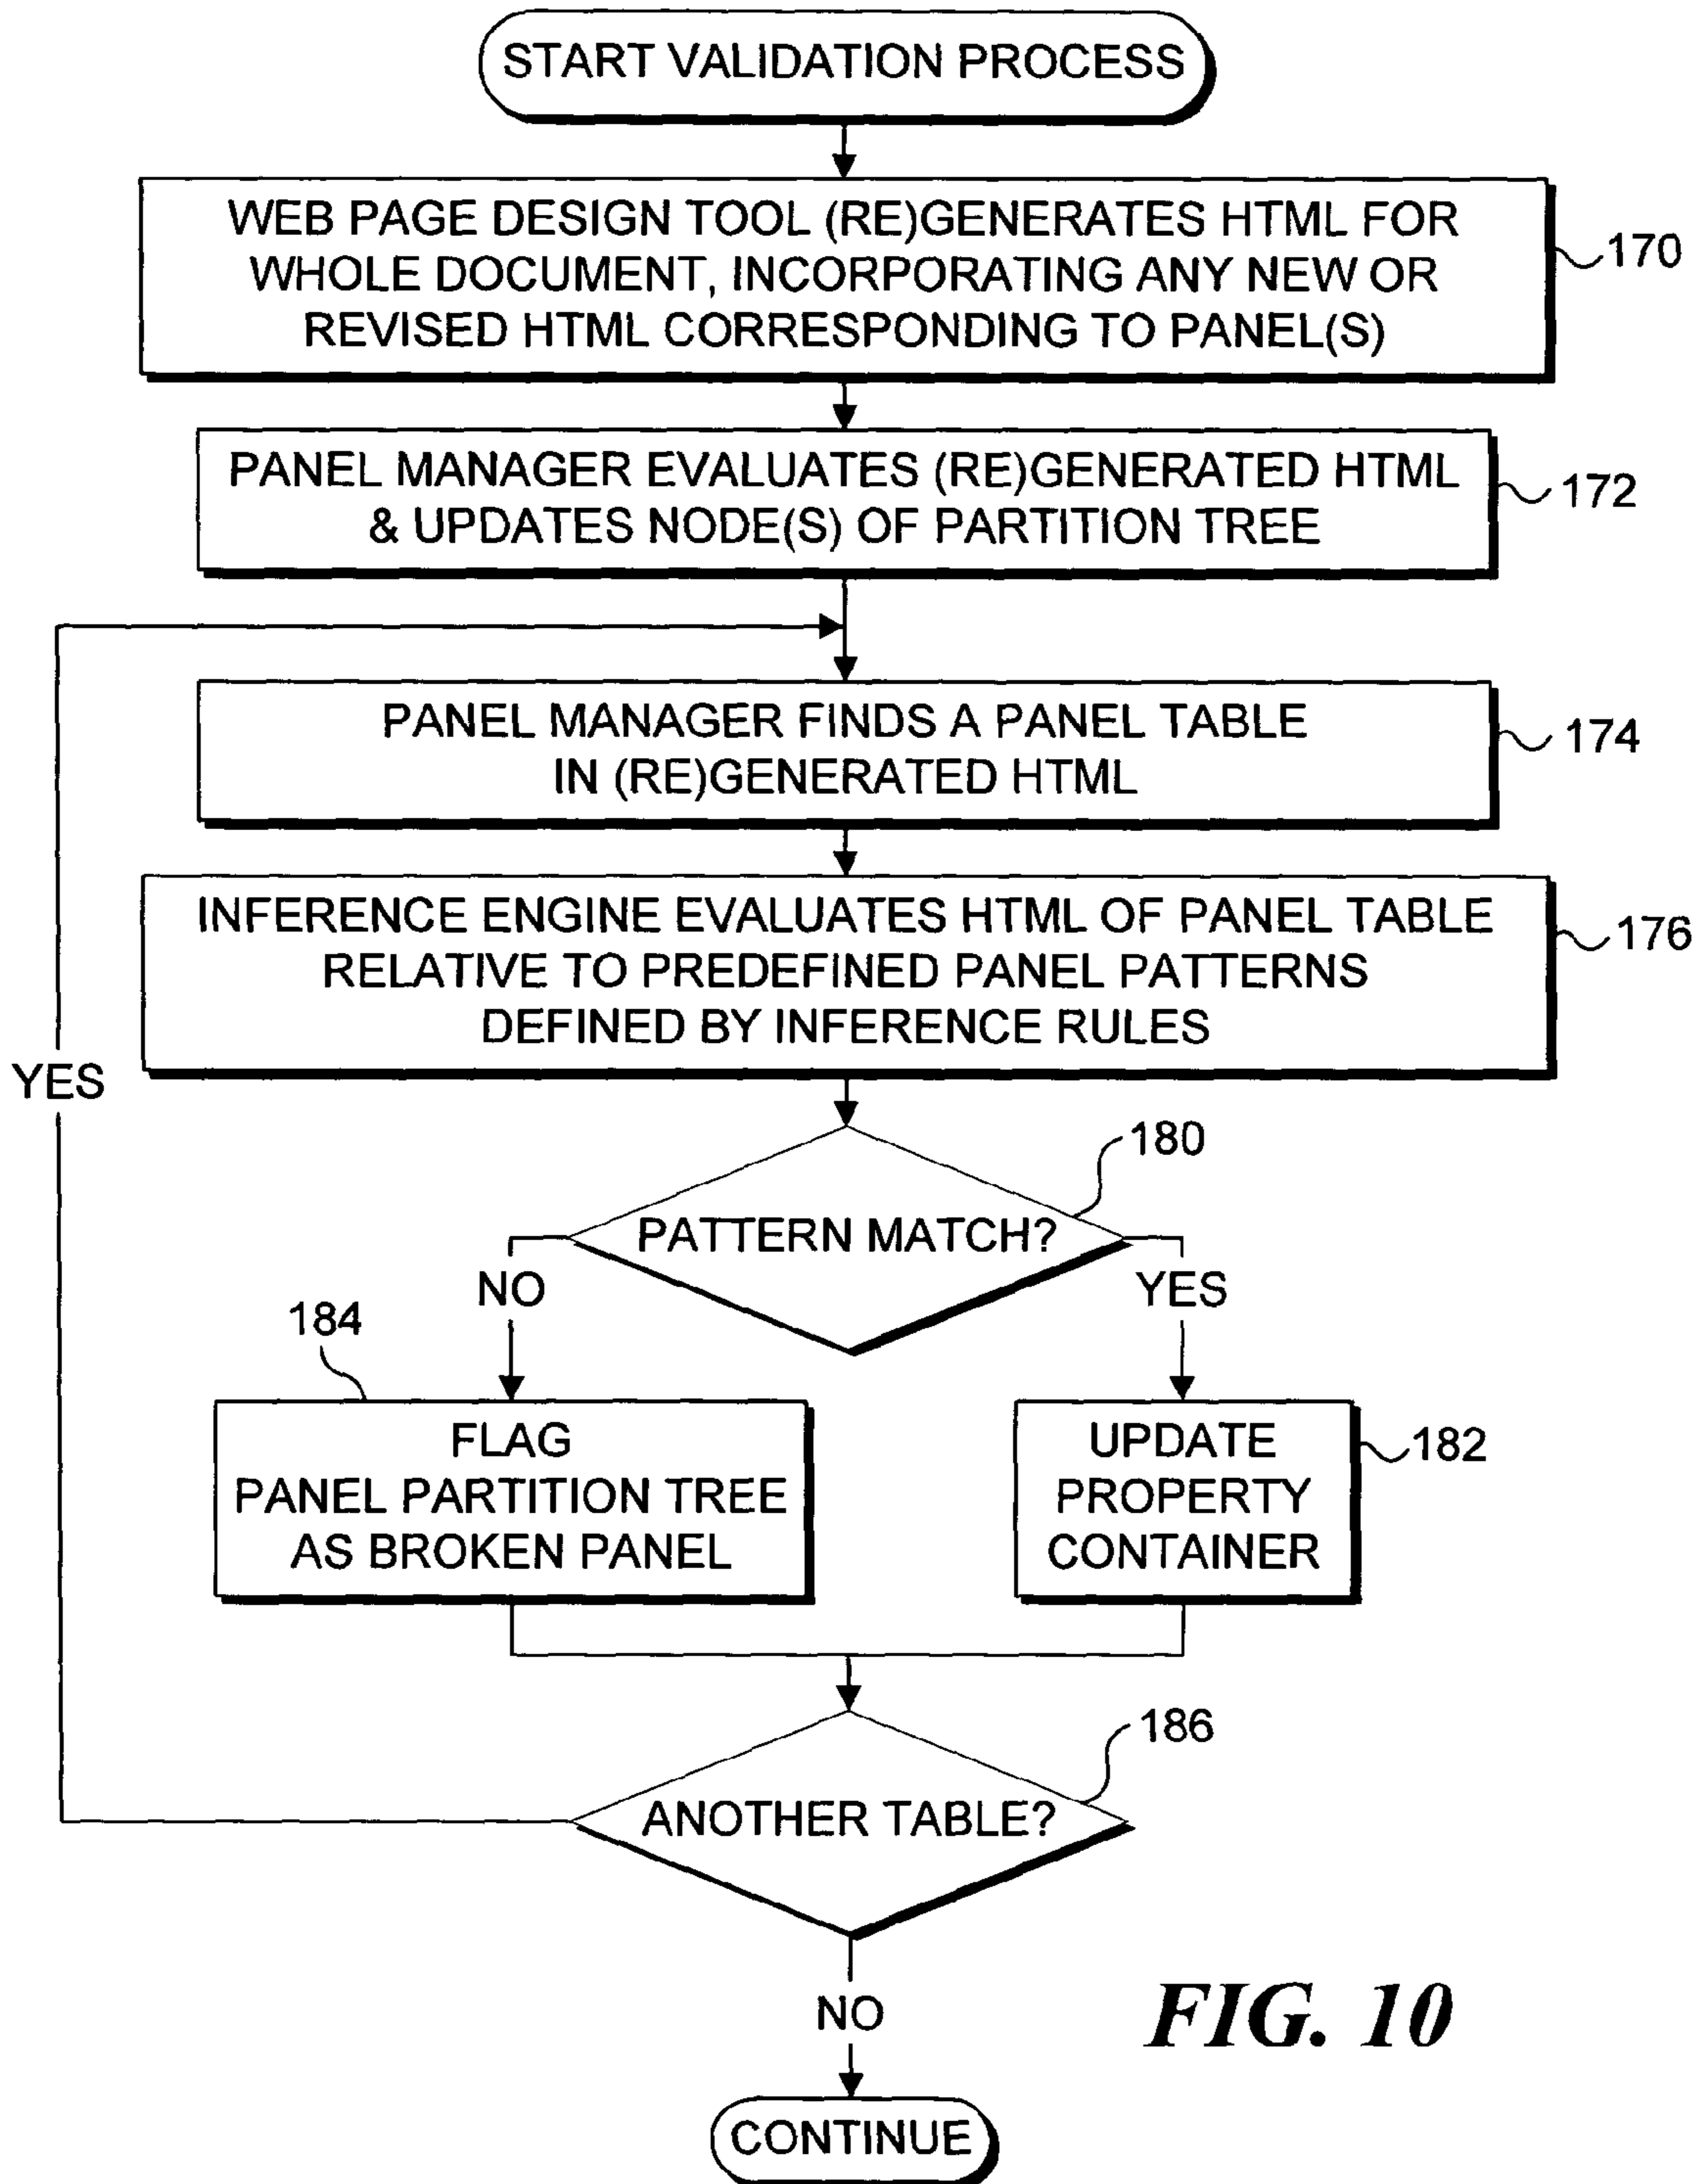 START VALIDATION PROCESS
WEB PAGE DESIGN TOOL (RE)GENERATES HTML FOR
WHOLE DOCUMENT, INCORPORATING ANY NEW OR
REVISED HTML CORRESPONDING TO PANEL(S)
170
PANEL MANAGER EVALUATES (RE)GENERATED HTML
& UPDATES NODE(S) OF PARTITION TREE
172
PANEL MANAGER FINDS A PANEL TABLE
IN (RE)GENERATED HTML
174
INFERENCE ENGINE EVALUATES HTML OF PANEL TABLE
RELATIVE TO PREDEFINED PANEL PATTERNS
DEFINED BY INFERENCE RULES
176
YES
180
PATTERN MATCH?
NO
YES
184
FLAG
PANEL PARTITION TREE
AS BROKEN PANEL
UPDATE
PROPERTY
CONTAINER
182
186
ANOTHER TABLE?
NO
FIG. 10
CONTINUE